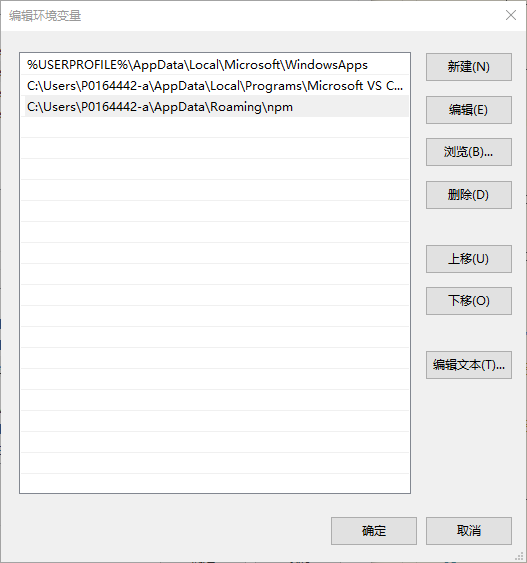 编辑环境变量
%USERPROFILE%\AppData\Local\Microsoft\WindowsApps
C:\Users\P0164442-a\AppData\Local\Programs\Microsoft VS C...
C:\Users\P0164442-a\AppData\Roaming\npm
新建(N)
编辑(E)
浏览(B)...
删除(D)
上移(U)
下移(O)
编辑文本(T)...
确定
取消